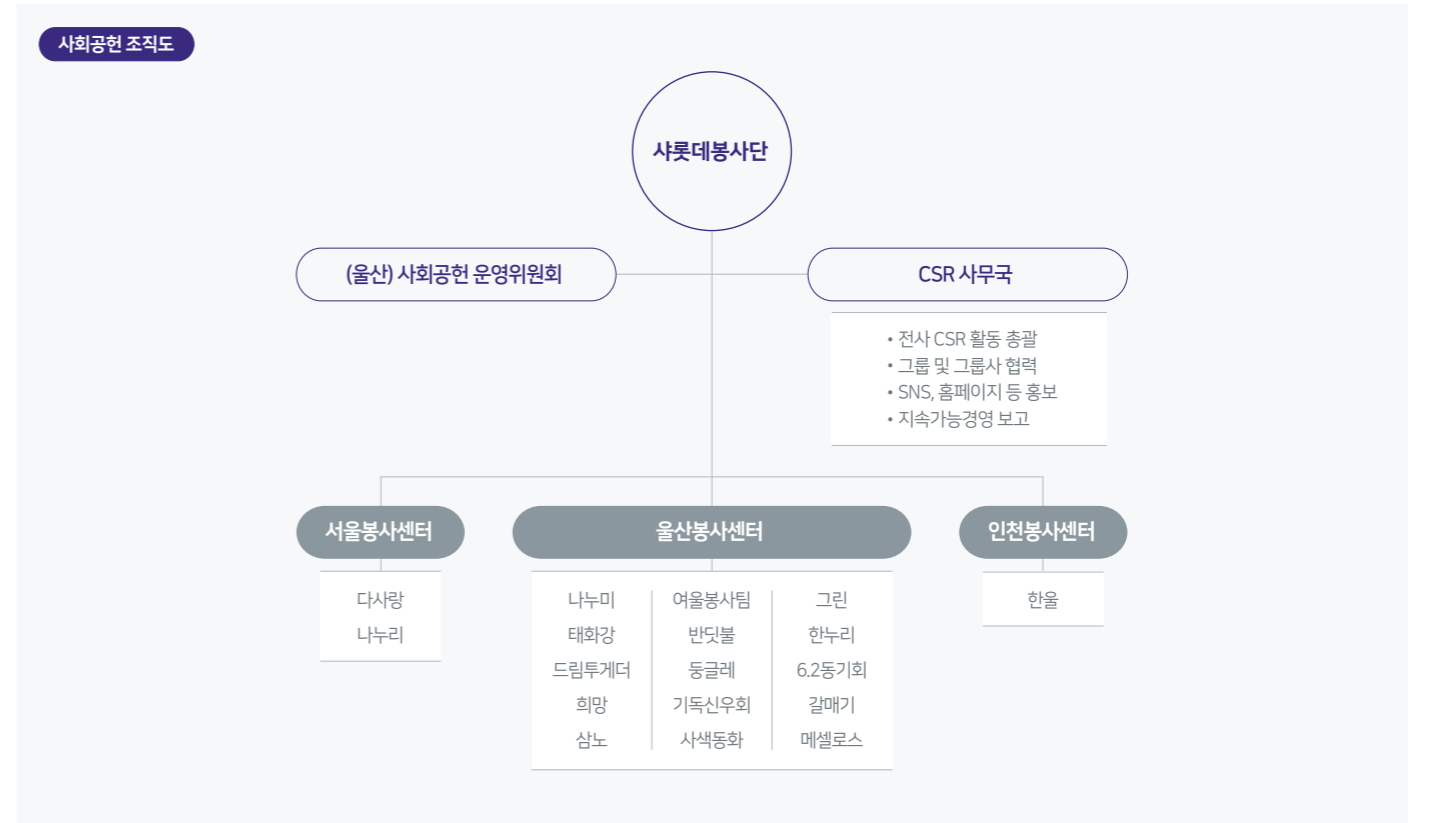 사회공헌 조직도
샤롯데봉사단
(울산) 사회공헌 운영위원회
CSR 사무국
• 전사 CSR 활동 총괄
• 그룹 및 그룹사 협력
• SNS, 홈페이지 등 홍보
• 지속가능경영 보고
서울봉사센터
다사랑
나누리
울산봉사센터
나누미
태화강
드림투게더
희망
삼노
여울봉사팀
반딧불
둥글레
기독신우회
사색동화
그린
한누리
6.2동기회
갈매기
메셀로스
인천봉사센터
한울